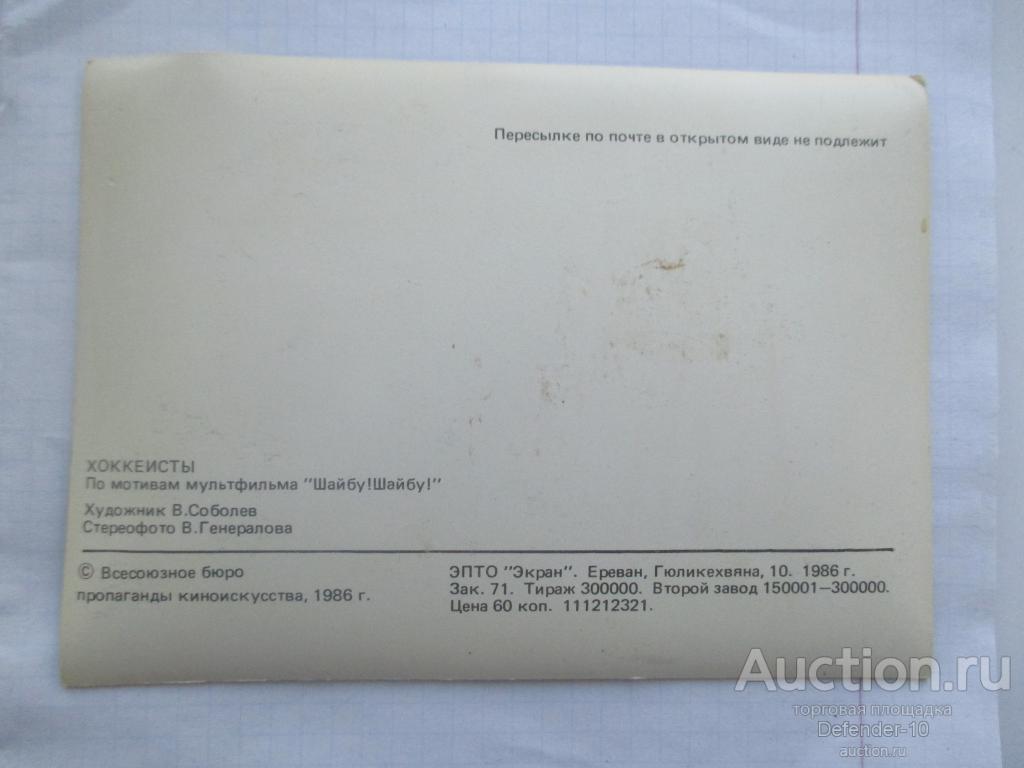 Пересылке по почте в открытом виде не подлежит
ХОККЕИСТЫ
По мотивам мультфильма "Шайбу!Шайбу!"
Художник В.Соболев
Стереофото В.Генералова
© Всесоюзное бюро
пропаганды киноискусства, 1986 г.
ЭПТО "Экран". Ереван, Гюликехвяна, 10. 1986 г.
Зак. 71. Тираж 300000. Второй завод 150001—300000.
Цена 60 коп. 111212321.
Auction.ru
торговая площадка
Defender-10
auction.ru